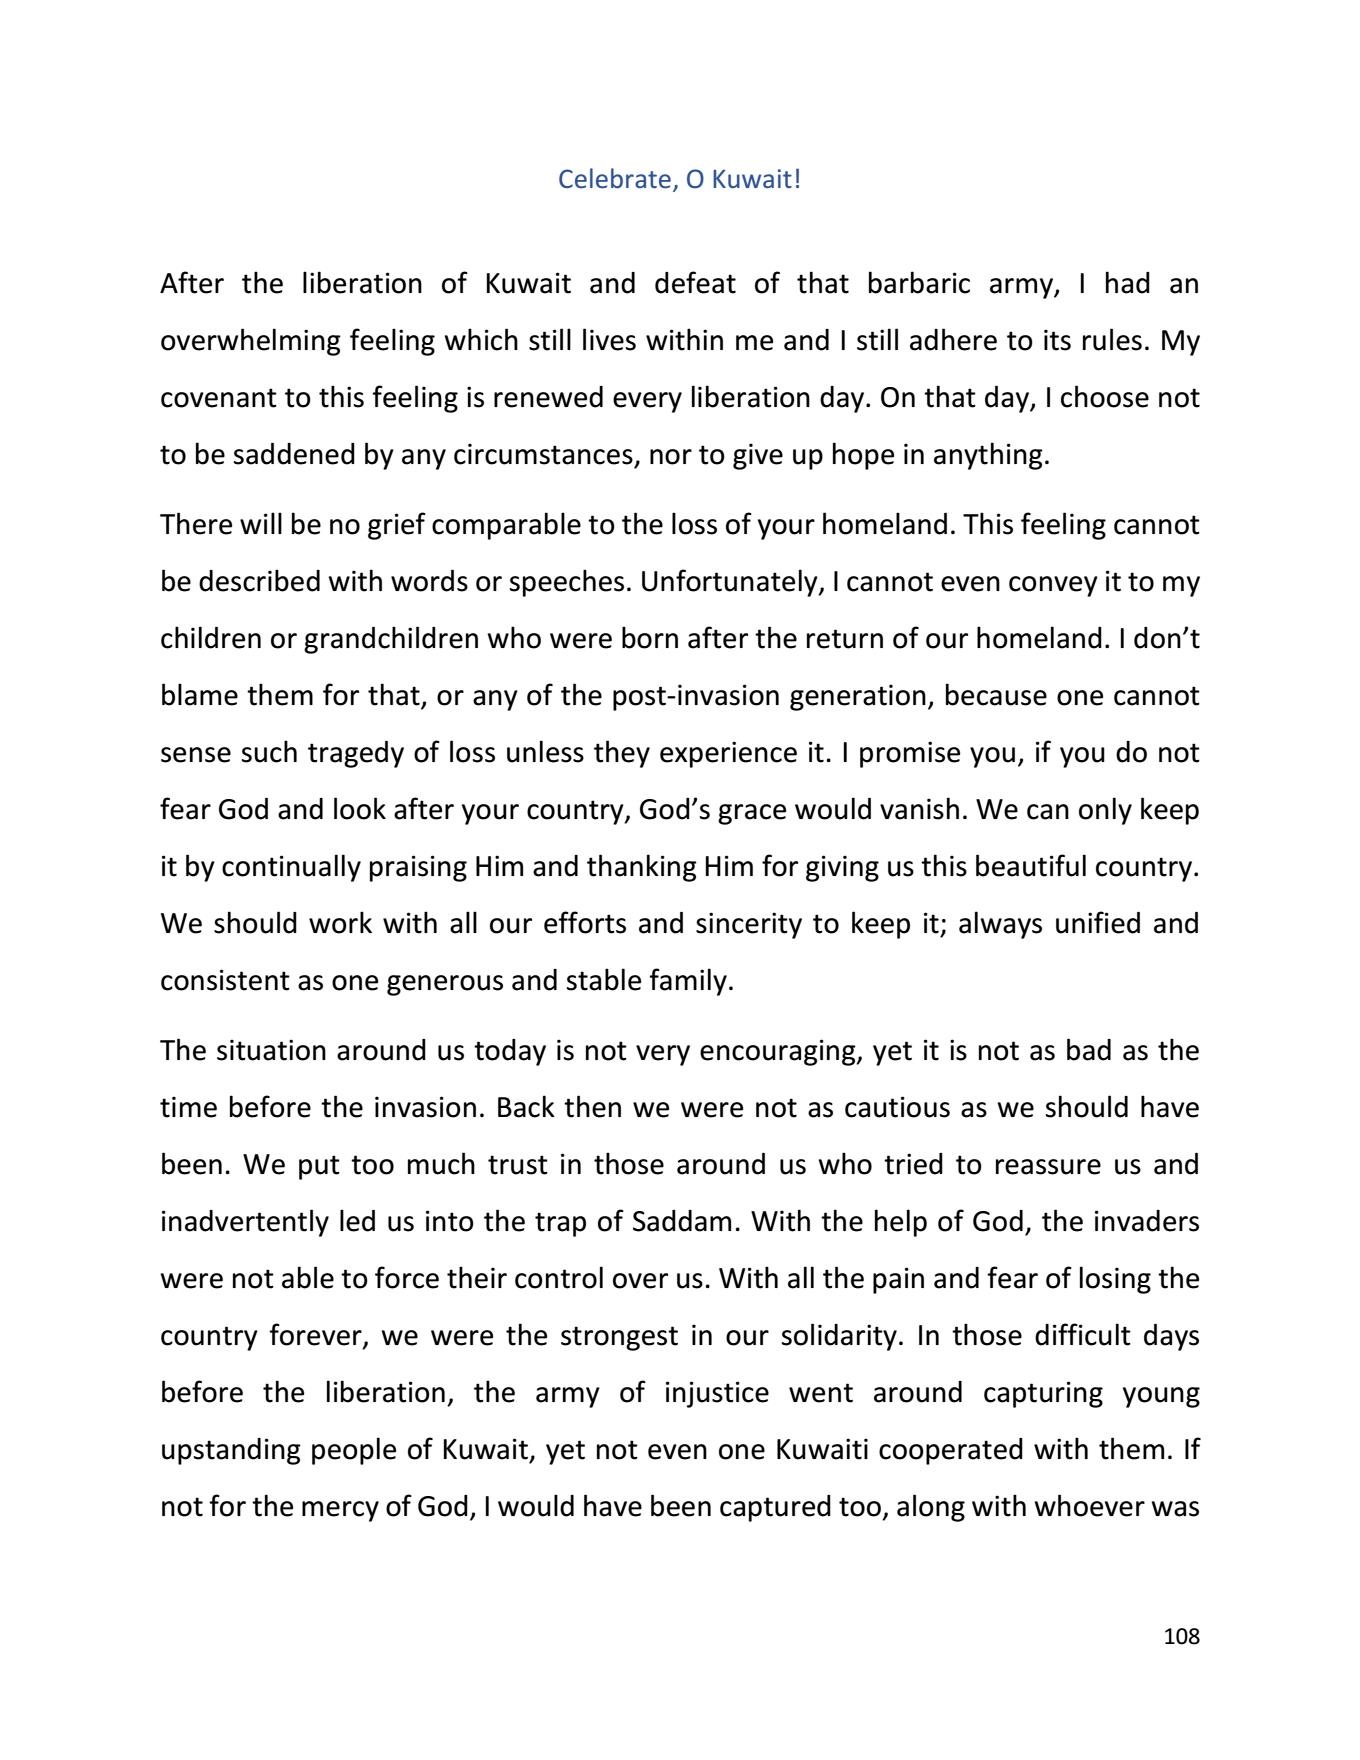 Celebrate, O Kuwait!
After the liberation of Kuwait and defeat of that barbaric army, I had an
overwhelming feeling which still lives within me and I still adhere to its rules. My
covenant to this feeling is renewed every liberation day. On that day, I choose not
to be saddened by any circumstances, nor to give up hope in anything.
There will be no grief comparable to the loss of your homeland. This feeling cannot
be described with words or speeches. Unfortunately, I cannot even convey it to my
children or grandchildren who were born after the return of our homeland. I don’t
blame them for that, or any of the post-invasion generation, because one cannot
sense such tragedy of loss unless they experience it. I promise you, if you do not
fear God and look after your country, God’s grace would vanish. We can only keep
it by continually praising Him and thanking Him for giving us this beautiful country.
We should work with all our efforts and sincerity to keep it; always unified and
consistent as one generous and stable family.
The situation around us today is not very encouraging, yet it is not as bad as the
time before the invasion. Back then we were not as cautious as we should have
been. We put too much trust in those around us who tried to reassure us and
inadvertently led us into the trap of Saddam. With the help of God, the invaders
were not able to force their control over us. With all the pain and fear of losing the
country forever, we were the strongest in our solidarity. In those difficult days
before the liberation, the army of injustice went around capturing young
upstanding people of Kuwait, yet not even one Kuwaiti cooperated with them. If
not for the mercy of God, I would have been captured too, along with whoever was
108